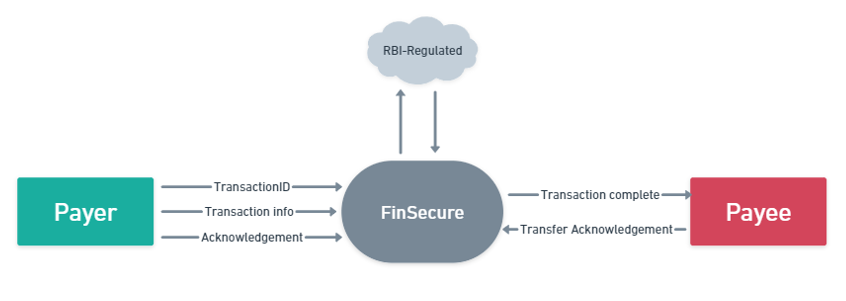 RBI-Regulated
Payer
TransactionID
Transaction info
Acknowledgement
FinSecure
Transaction complete
Transfer Acknowledgement
Payee